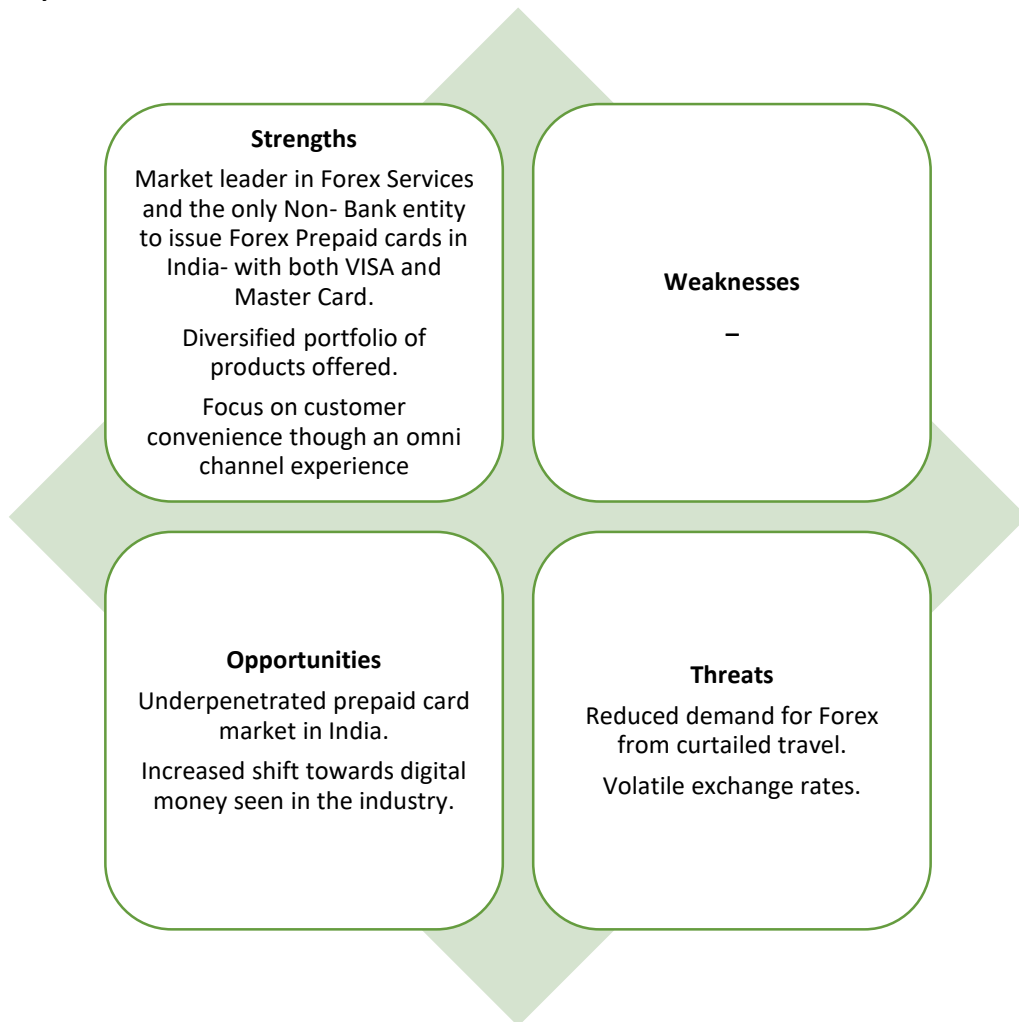 Strengths
Market leader in Forex Services
and the only Non- Bank entity
to issue Forex Prepaid cards in
India- with both VISA and
Master Card.
Diversified portfolio of
products offered.
Focus on customer
convenience though an omni
channel experience
Weaknesses
–
Opportunities
Underpenetrated prepaid card
market in India.
Increased shift towards digital
money seen in the industry.
Threats
Reduced demand for Forex
from curtailed travel.
Volatile exchange rates.